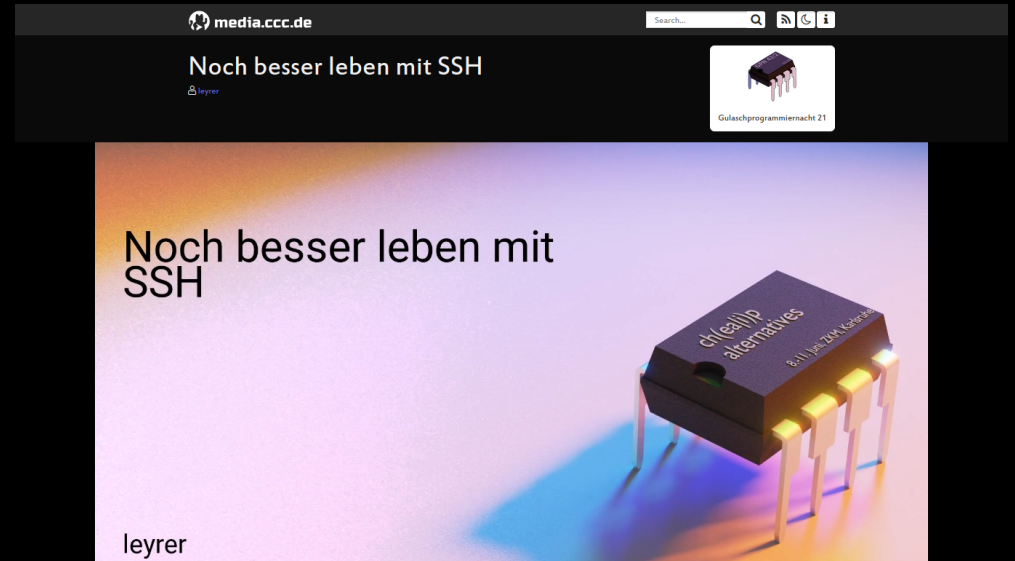 media.ccc.de
Search...
Noch besser leben mit SSH
leyrer
Gulaschprogrammiernacht 21
Noch besser leben mit
SSH
ch(eali)p
alternatives
8.-11. Juni, ZKM, Karlsruhe
leyrer